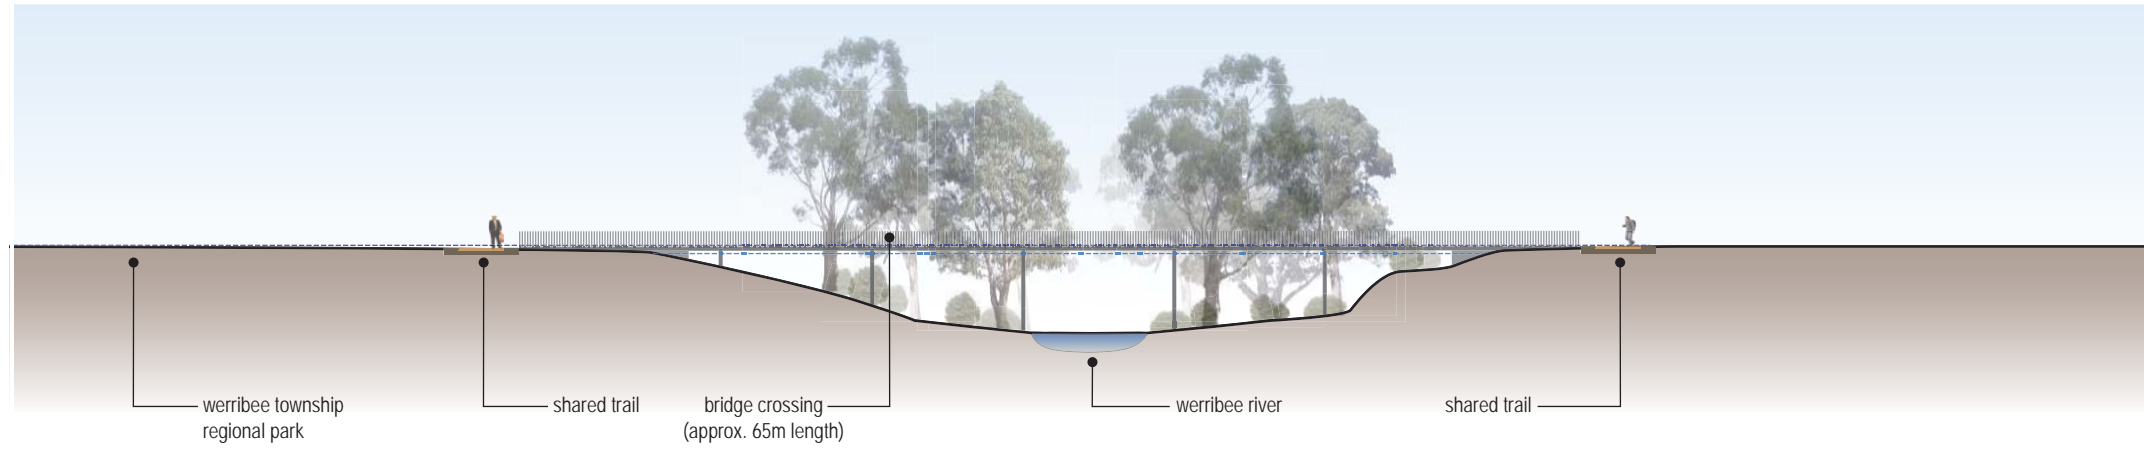 werribee township
regional park
shared trail
bridge crossing
(approx. 65m length)
werribee river
shared trail